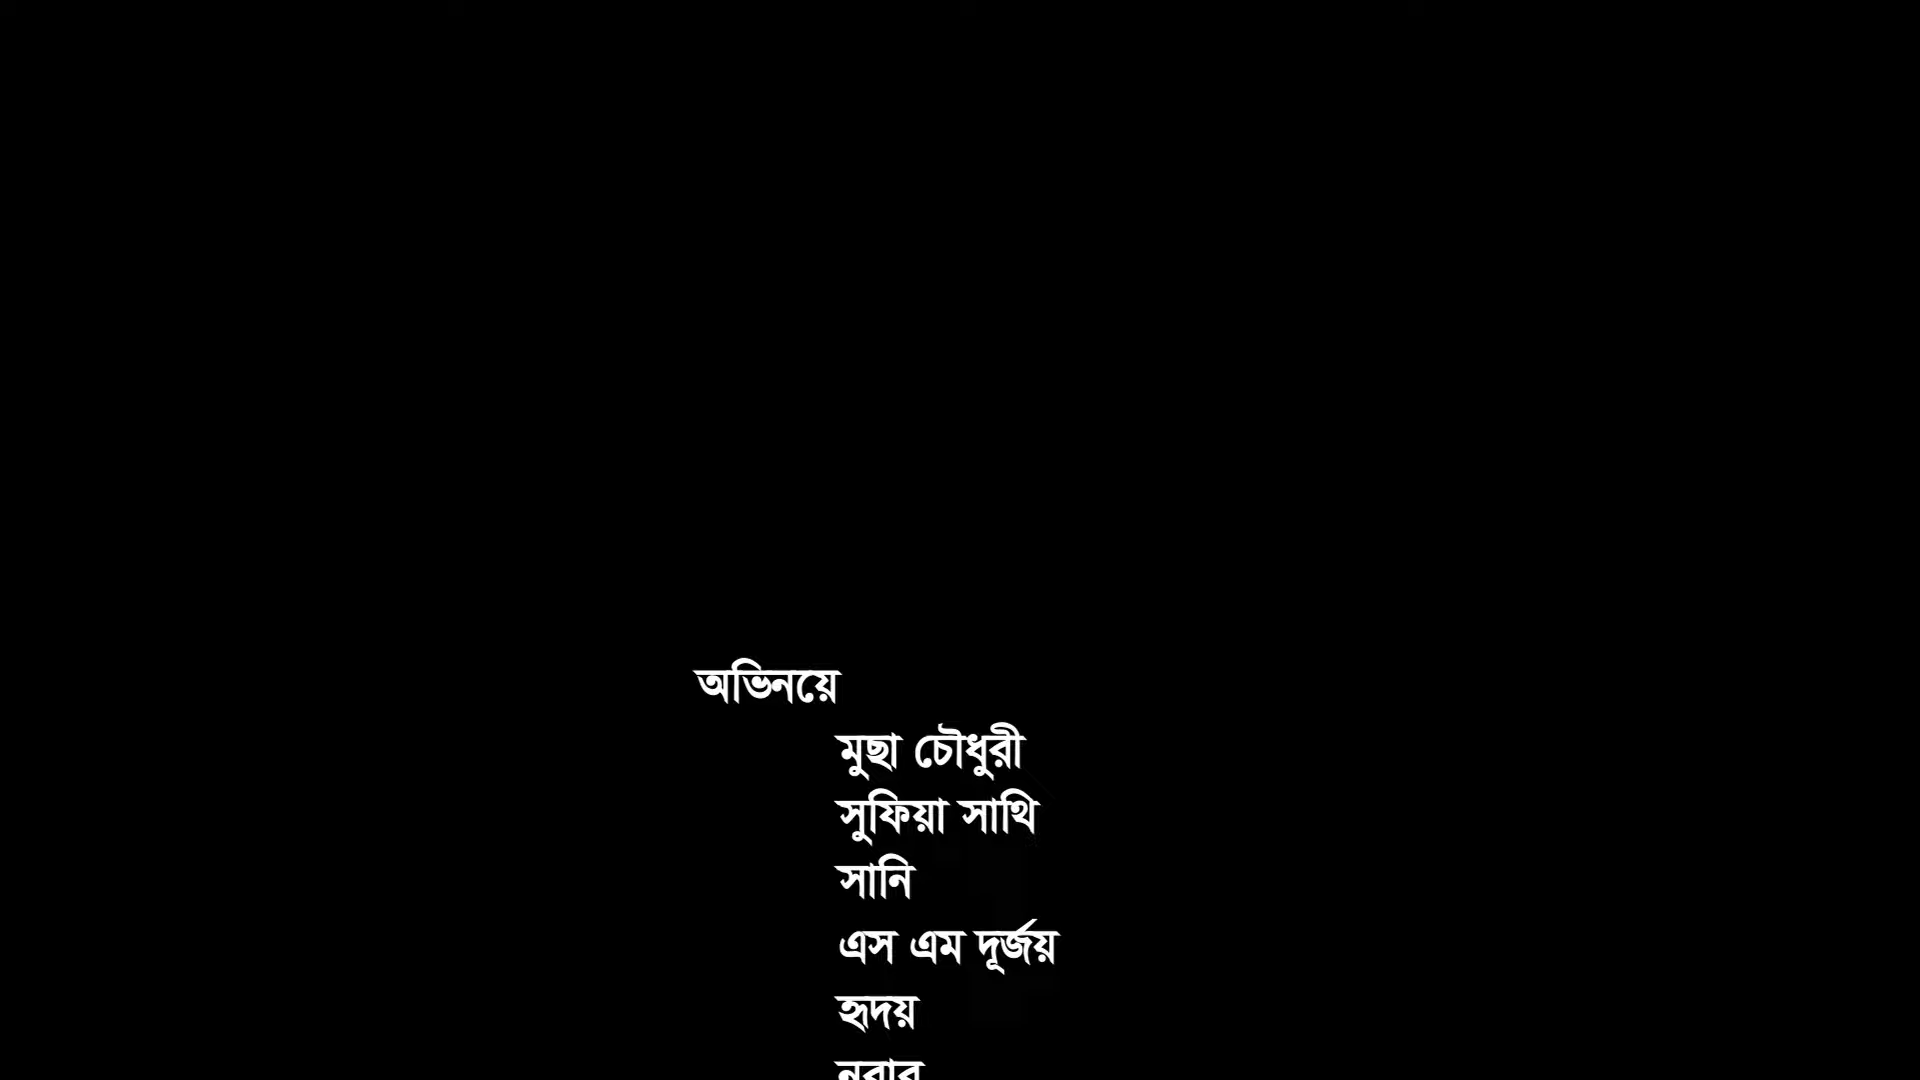 অভিনয়ে
মুছা চৌধুরী
সুফিয়া সাথি
সানি
এস এম দূর্জয়
হৃদয়